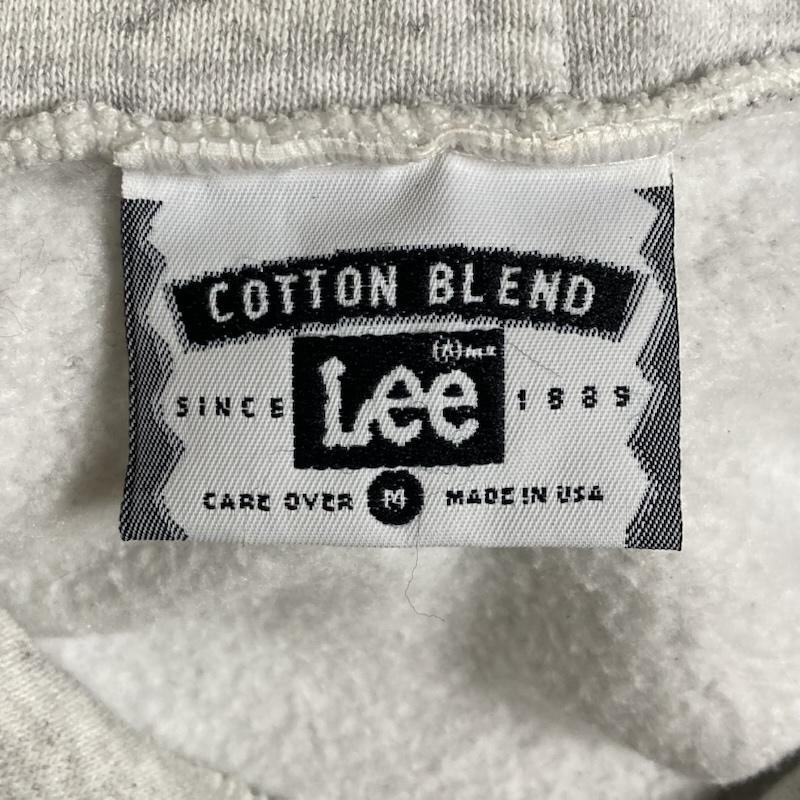 COTTON BLEND
Lee
SINCE 1889
CARE OVER M MADE IN USA